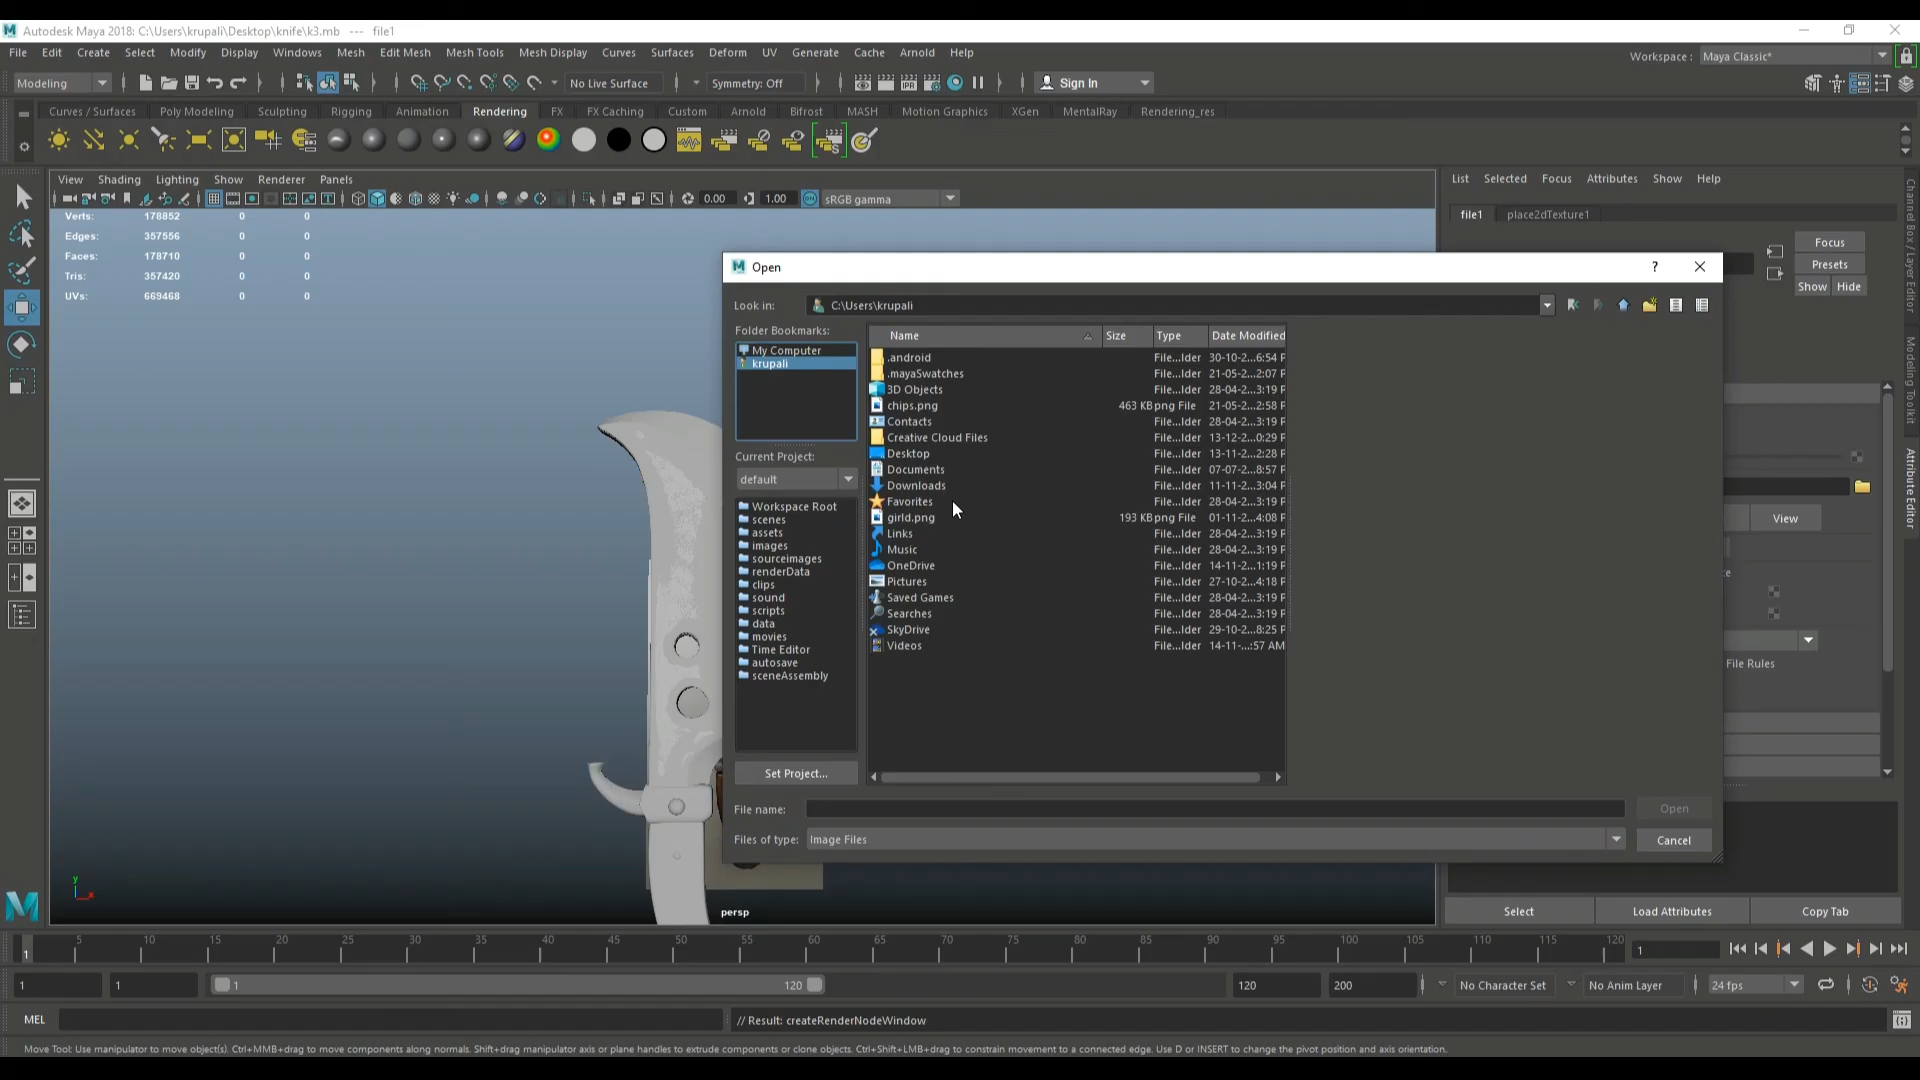 Autodesk Maya 2018: C:\Users\krupali\Desktop\knife\k3.mb --- file1
File Edit Create Select Modify Display Windows Mesh Edit Mesh Mesh Tools Mesh Display Curves Surfaces Deform UV Generate Cache Arnold Help
Workspace : Maya Classic*
Modeling No Live Surface Symmetry: Off Sign In
Curves / Surfaces Poly Modeling Sculpting Rigging Animation Rendering FX FX Caching Custom Arnold Bifrost MASH Motion Graphics XGen MentalRay Rendering_res
View Shading Lighting Show Renderer Panels
List Selected Focus Attributes Show Help
0.00 1.00 sRGB gamma
file1 place2dTexture1
Verts: 178852 0 0
Edges: 357556 0 0
Faces: 178710 0 0
Tris: 357420 0 0
UVs: 669468 0 0
Focus
Presets
Show Hide
Channel Box / Layer Editor
Modeling Toolkit
Attribute Editor
Open
Look in: C:\Users\krupali
Folder Bookmarks:
My Computer
krupali
Current Project:
default
Workspace Root
scenes
assets
images
sourceimages
renderData
clips
sound
scripts
data
movies
Time Editor
autosave
sceneAssembly
Set Project...
Name Size Type Date Modified
.android File...lder 30-10-2...6:54 P
.mayaSwatches File...lder 21-05-2...2:07 P
3D Objects File...lder 28-04-2...3:19 P
chips.png 463 KB png File 21-05-2...2:58 P
Contacts File...lder 28-04-2...3:19 P
Creative Cloud Files File...lder 13-12-2...0:29 P
Desktop File...lder 13-11-2...2:28 P
Documents File...lder 07-07-2...8:57 P
Downloads File...lder 11-11-2...3:04 P
Favorites File...lder 28-04-2...3:19 P
girld.png 193 KB png File 01-11-2...4:08 P
Links File...lder 28-04-2...3:19 P
Music File...lder 28-04-2...3:19 P
OneDrive File...lder 14-11-2...1:19 P
Pictures File...lder 27-10-2...4:18 P
Saved Games File...lder 28-04-2...3:19 P
Searches File...lder 28-04-2...3:19 P
SkyDrive File...lder 29-10-2...8:25 P
Videos File...lder 14-11-...:57 AM
File name: Open
Files of type: Image Files Cancel
View
File Rules
persp
Select Load Attributes Copy Tab
1 5 10 15 20 25 30 35 40 45 50 55 60 65 70 75 80 85 90 95 100 105 110 115 120 1
1 1 1 120 120 200 No Character Set No Anim Layer 24 fps
MEL // Result: createRenderNodeWindow
Move Tool: Use manipulator to move object(s). Ctrl+MMB+drag to move components along normals. Shift+drag manipulator axis or plane handles to extrude components or clone objects. Ctrl+Shift+LMB+drag to constrain movement to a connected edge. Use D or INSERT to change the pivot position and axis orientation.